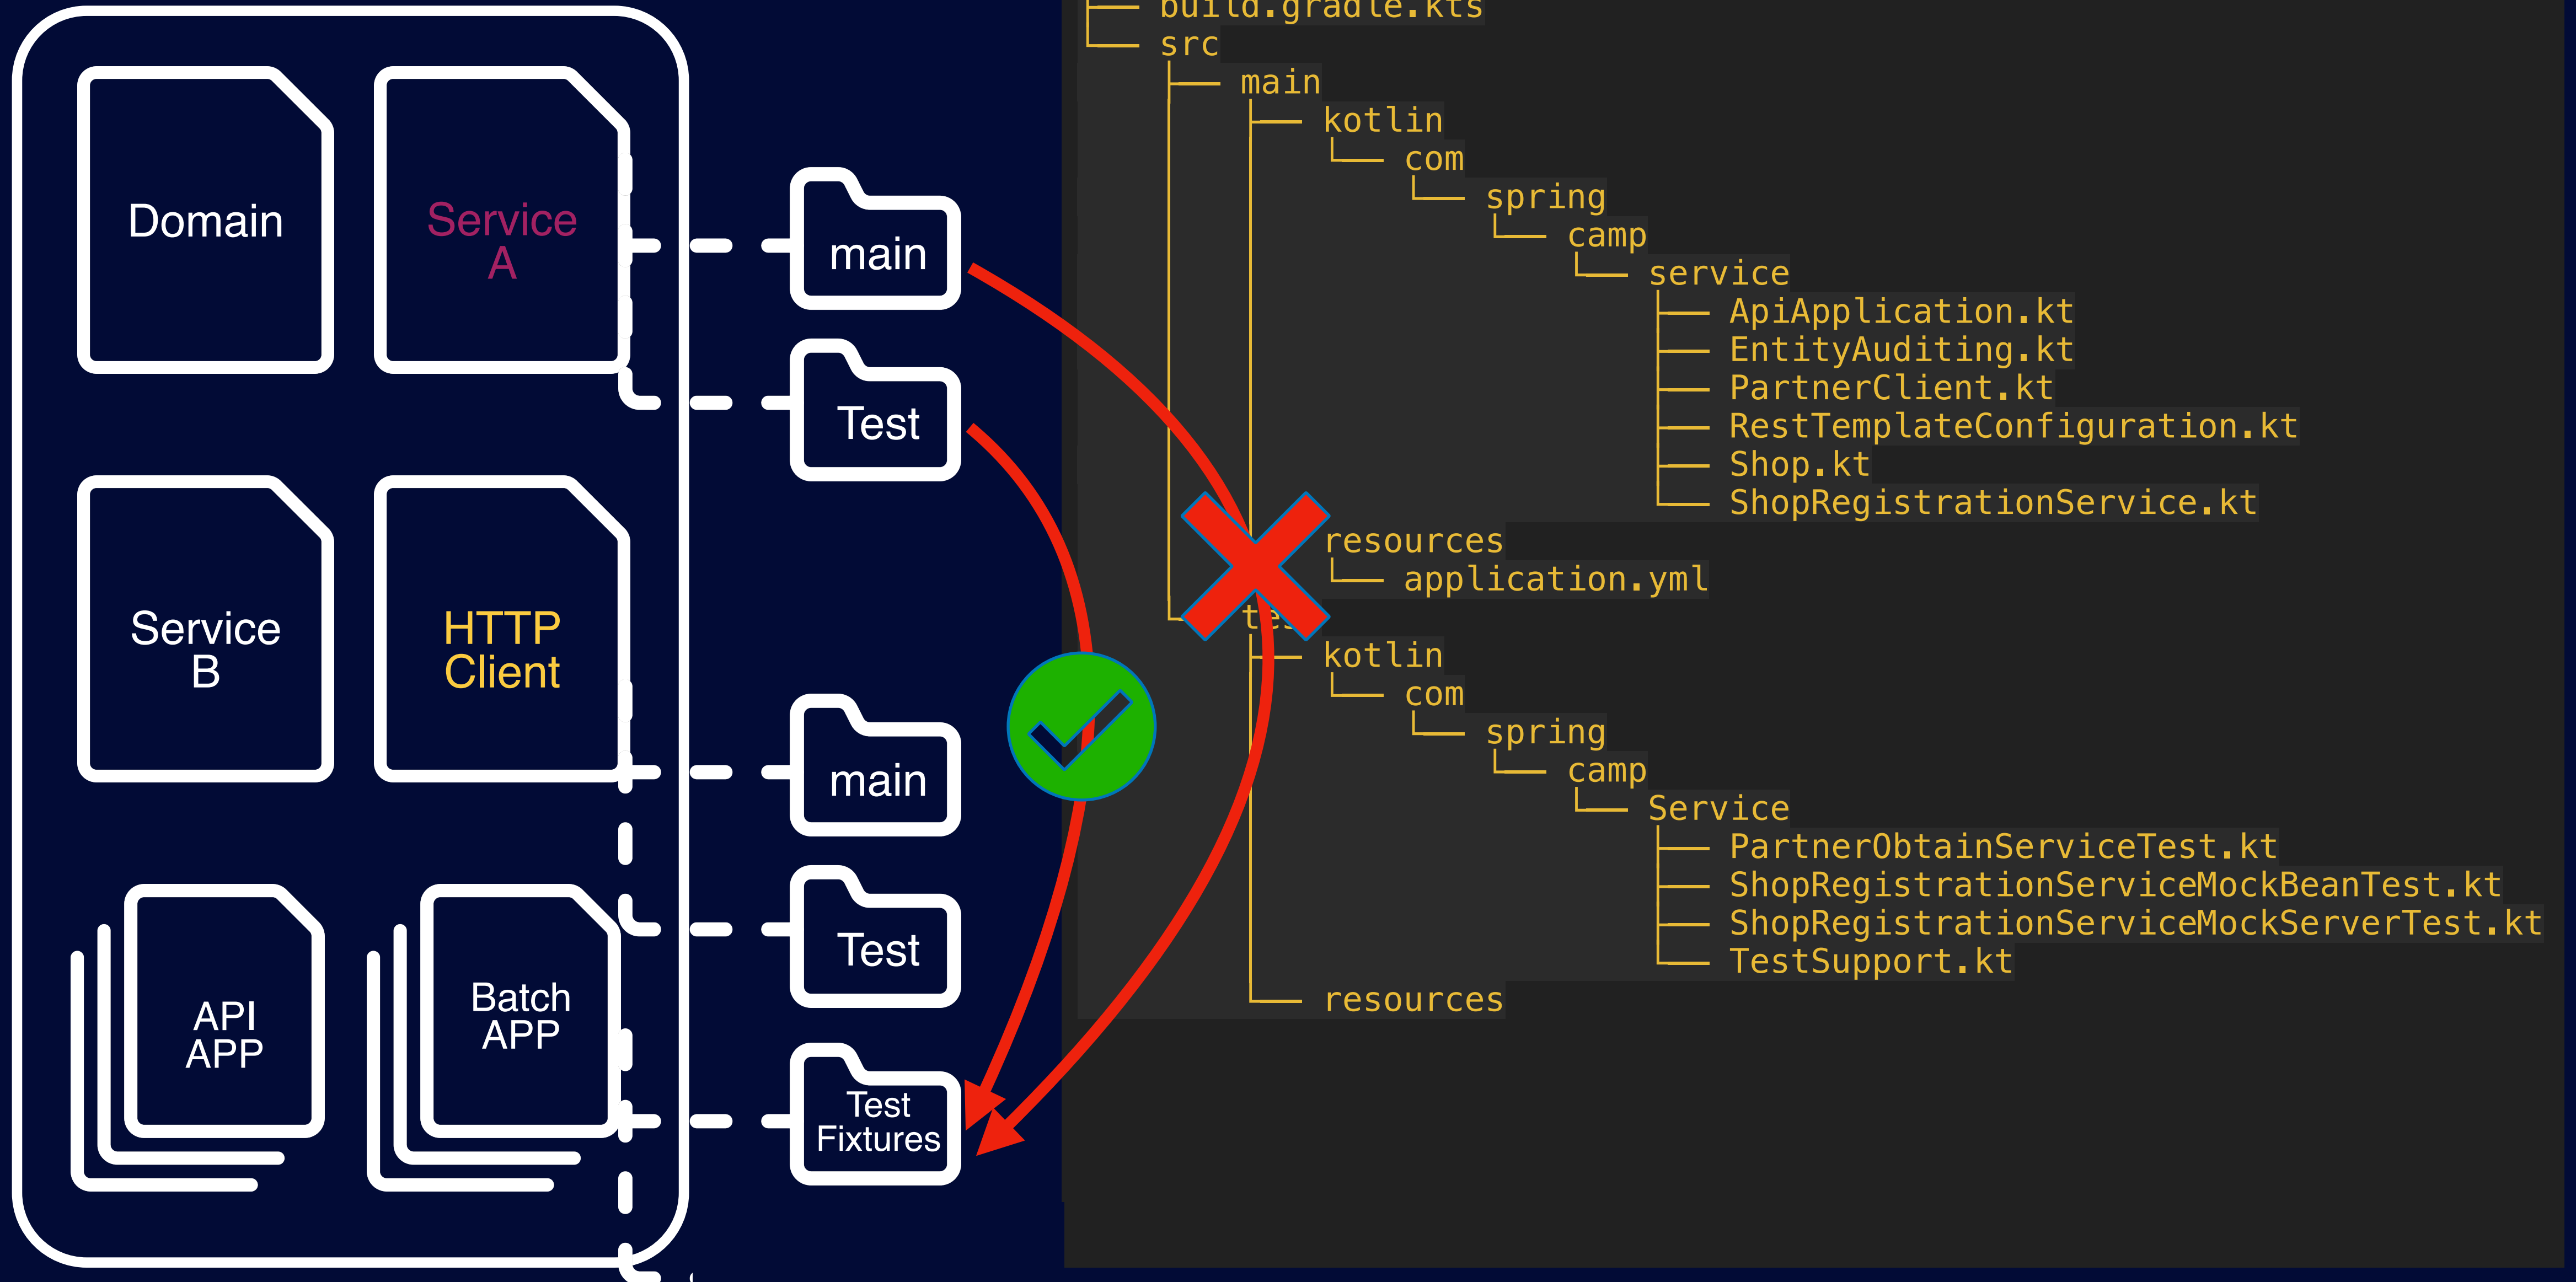 Domain
Service
A
Service
B
HTTP
Client
API
APP
Batch
APP
main
Test
main
Test
Test
Fixtures
build.gradle.kts
src
main
kotlin
com
spring
camp
service
ApiApplication.kt
EntityAuditing.kt
PartnerClient.kt
RestTemplateConfiguration.kt
Shop.kt
ShopRegistrationService.kt
resources
application.yml
kotlin
com
spring
camp
Service
PartnerObtainServiceTest.kt
ShopRegistrationServiceMockBeanTest.kt
ShopRegistrationServiceMockServerTest.kt
TestSupport.kt
resources